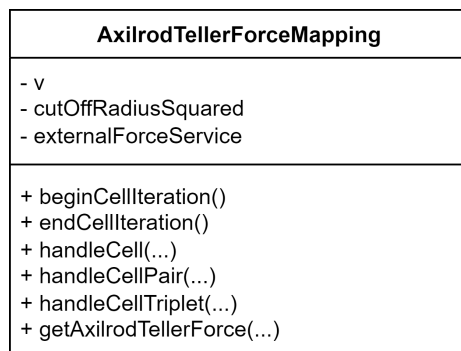 AxilrodTellerForceMapping
- v
- cutOffRadiusSquared
- externalForceService
+ beginCellIteration()
+ endCellIteration()
+ handleCell(...)
+ handleCellPair(...)
+ handleCellTriplet(...)
+ getAxilrodTellerForce(...)